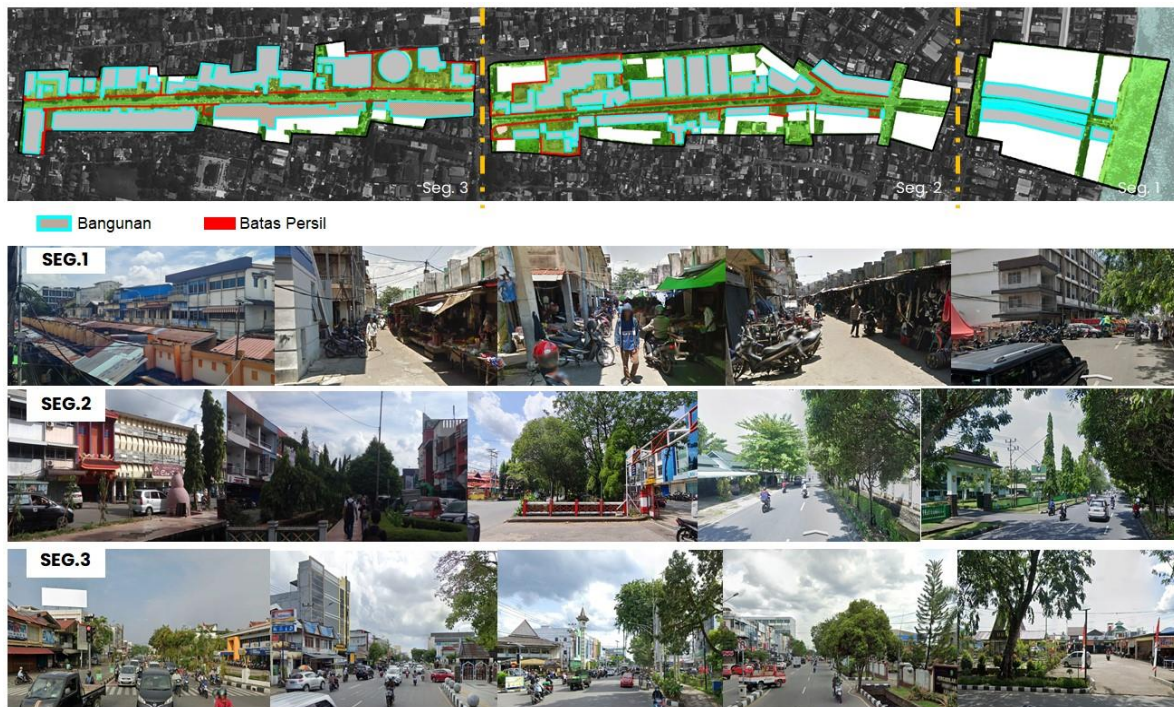 Seg. 3
Seg. 2
Seg. 1
Bangunan
Batas Persil
SEG.1
SEG.2
SEG.3